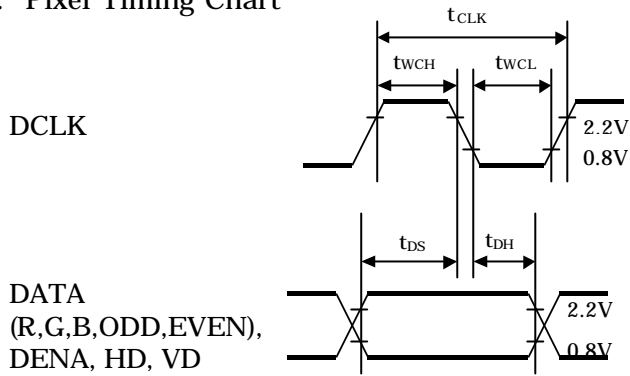 . Pixel Timing Chart
tCLK
tWCH tWCL
DCLK
2.2V
0.8V
tDS tDH
DATA
(R,G,B,ODD,EVEN),
DENA, HD, VD
2.2V
0.8V